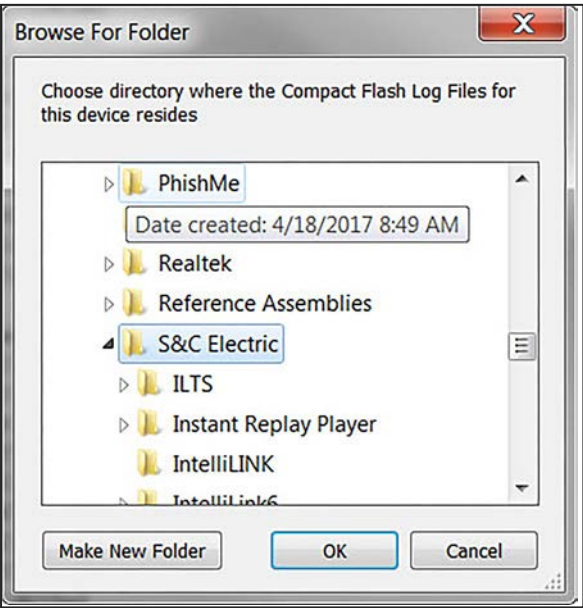 Browse For Folder
X
Choose directory where the Compact Flash Log Files for
this device resides
PhishMe
Date created: 4/18/2017 8:49 AM
Realtek
Reference Assemblies
S&C Electric
ILTS
Instant Replay Player
IntelliLINK
IntelliLink6
Make New Folder
OK
Cancel